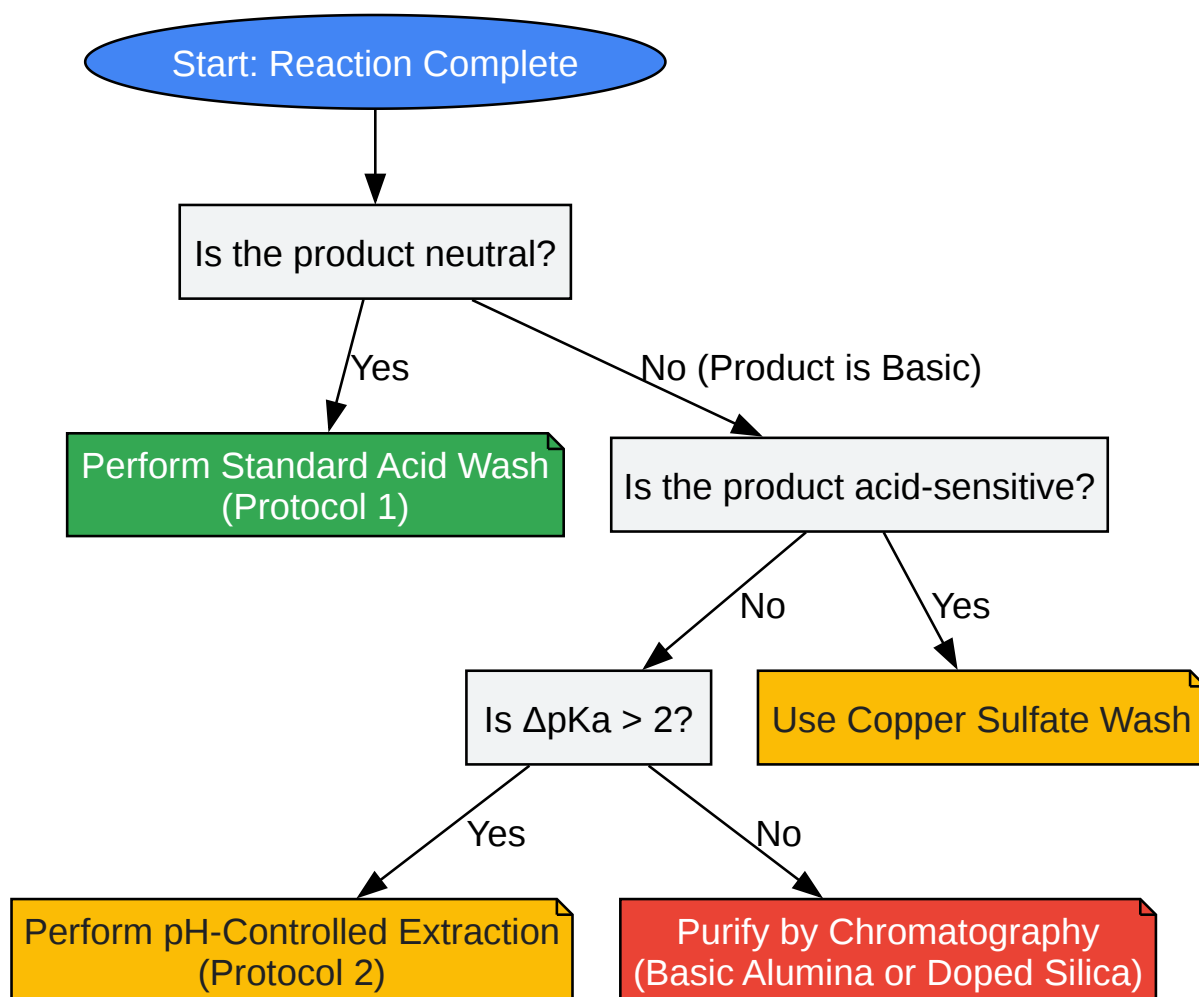 Start: Reaction Complete
Is the product neutral?
Yes
No (Product is Basic)
Perform Standard Acid Wash
(Protocol 1)
Is the product acid-sensitive?
No
Yes
Is ΔpKa > 2?
Use Copper Sulfate Wash
Yes
No
Perform pH-Controlled Extraction
(Protocol 2)
Purify by Chromatography
(Basic Alumina or Doped Silica)